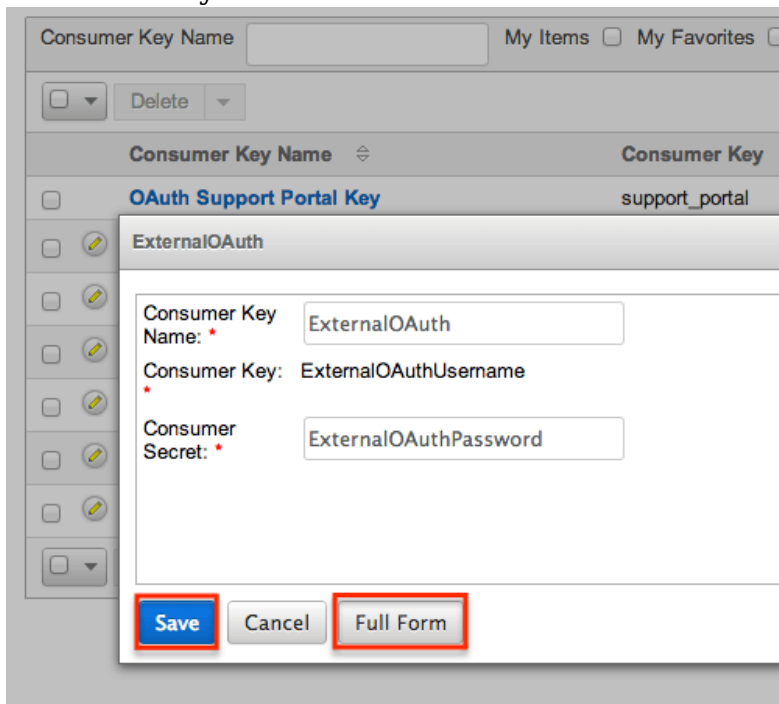 Consumer Key Name My Items My Favorites
Delete
Consumer Key Name Consumer Key
OAuth Support Portal Key support_portal
ExternalOAuth
Consumer Key
Name: * ExternalOAuth
Consumer Key: ExternalOAuthUsername
*
Consumer
Secret: * ExternalOAuthPassword
Save Cancel Full Form